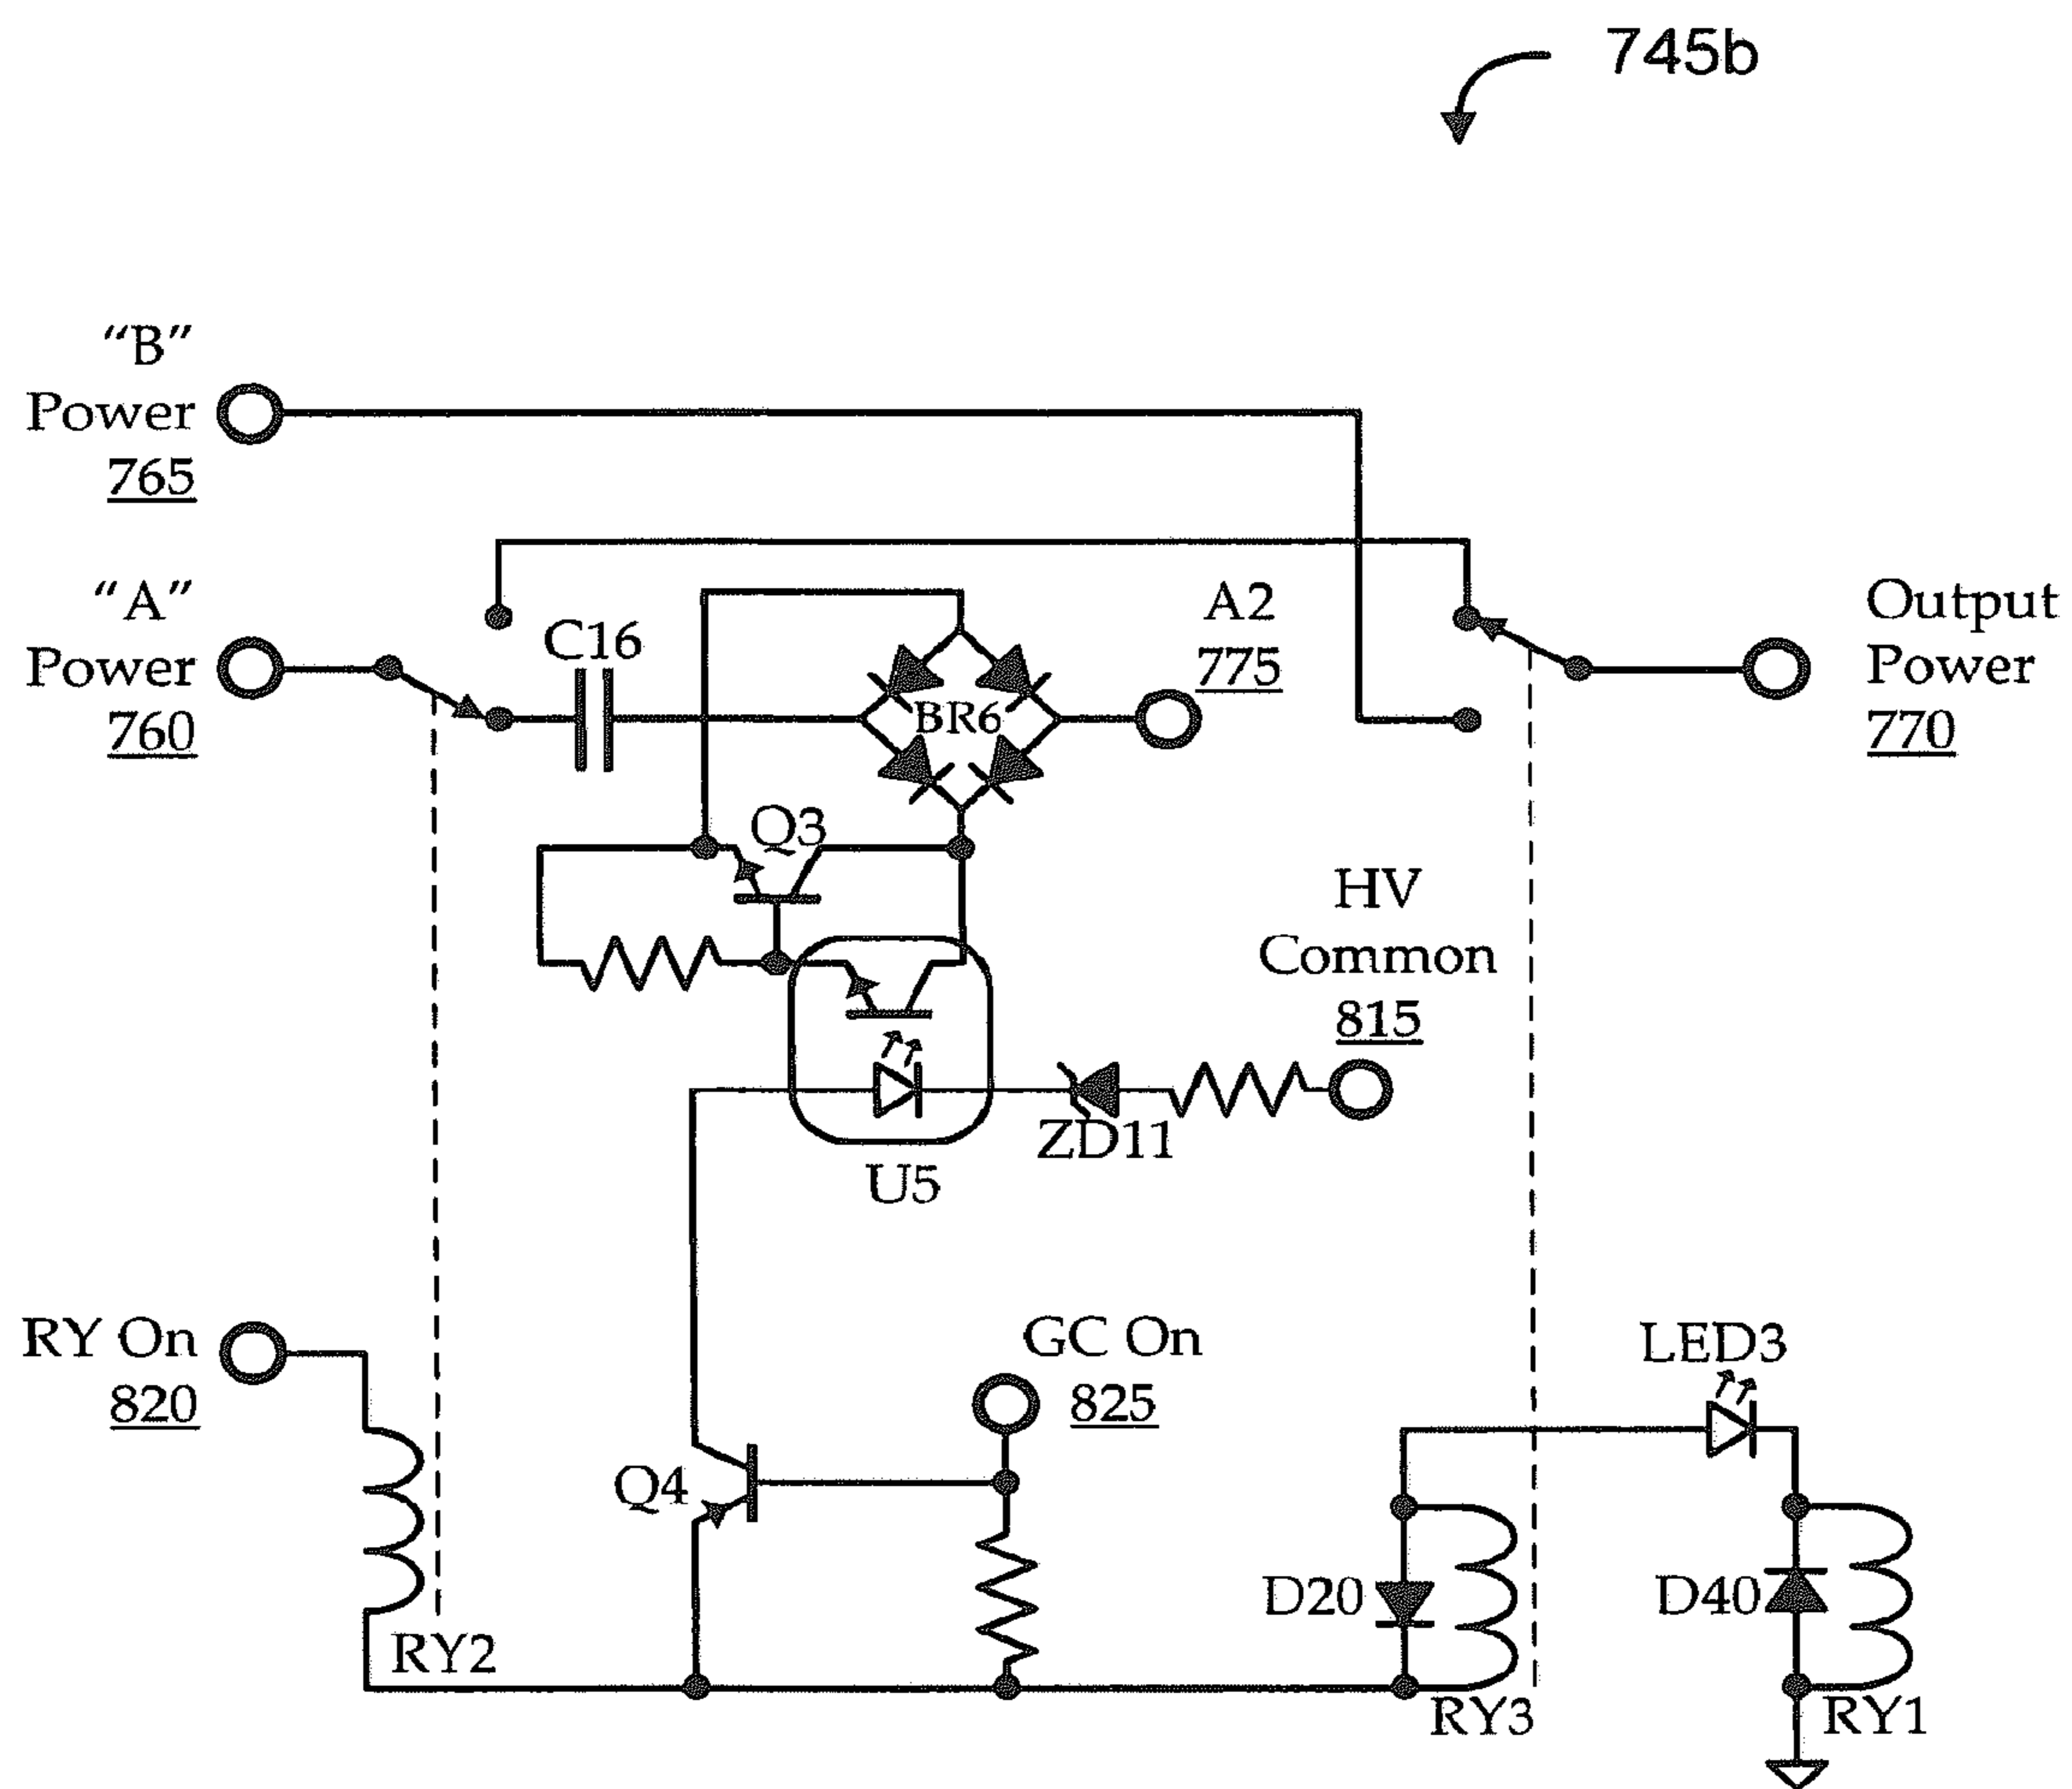 745b
“B”
Power
765
“A”
Power
760
C16
BR6
A2
775
Output
Power
770
Q3
HV
Common
815
ZD11
U5
RY On
820
GC On
825
LED3
Q4
D20
D40
RY2
RY3
RY1